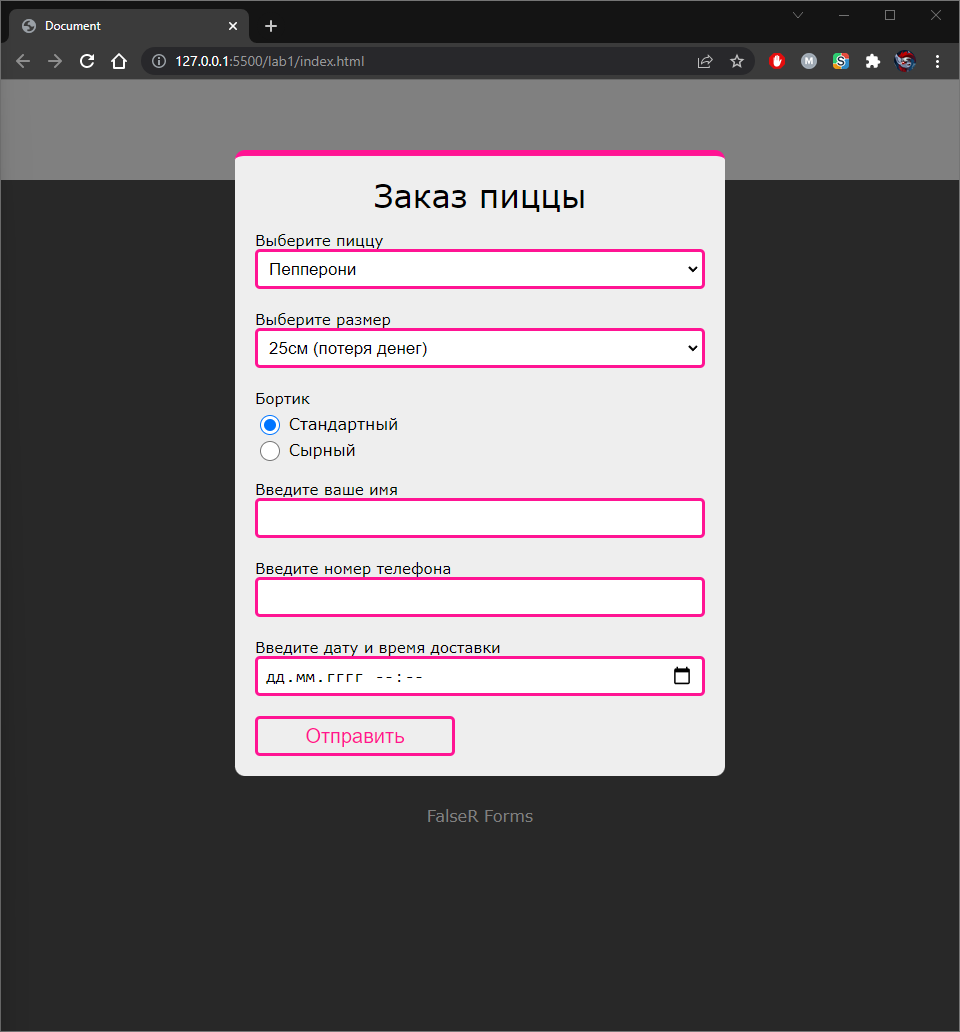 Document
127.0.0.1:5500/lab1/index.html
M
S
Заказ пиццы
Выберите пиццу
Пепперони
Выберите размер
25см (потеря денег)
Бортик
Стандартный
Сырный
Введите ваше имя
Введите номер телефона
Введите дату и время доставки
дд.мм.гггг --:--
Отправить
FalseR Forms